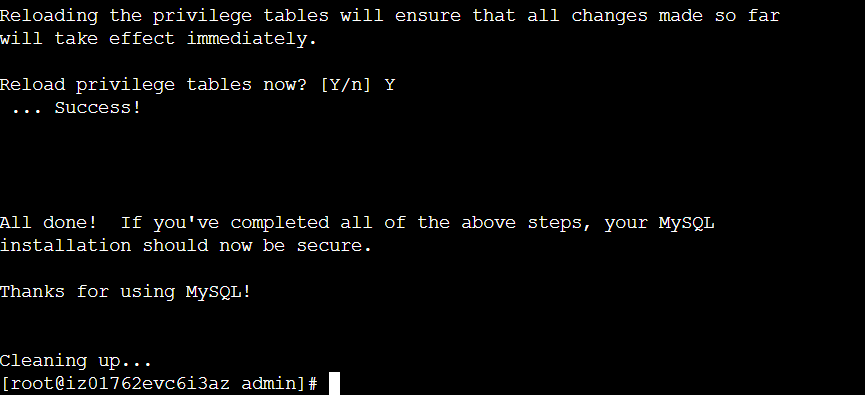 Reloading the privilege tables will ensure that all changes made so far
will take effect immediately.
Reload privilege tables now? [Y/n] Y
... Success!
All done!  If you've completed all of the above steps, your MySQL
installation should now be secure.
Thanks for using MySQL!
Cleaning up...
[root@iz01762evc6i3az admin]#